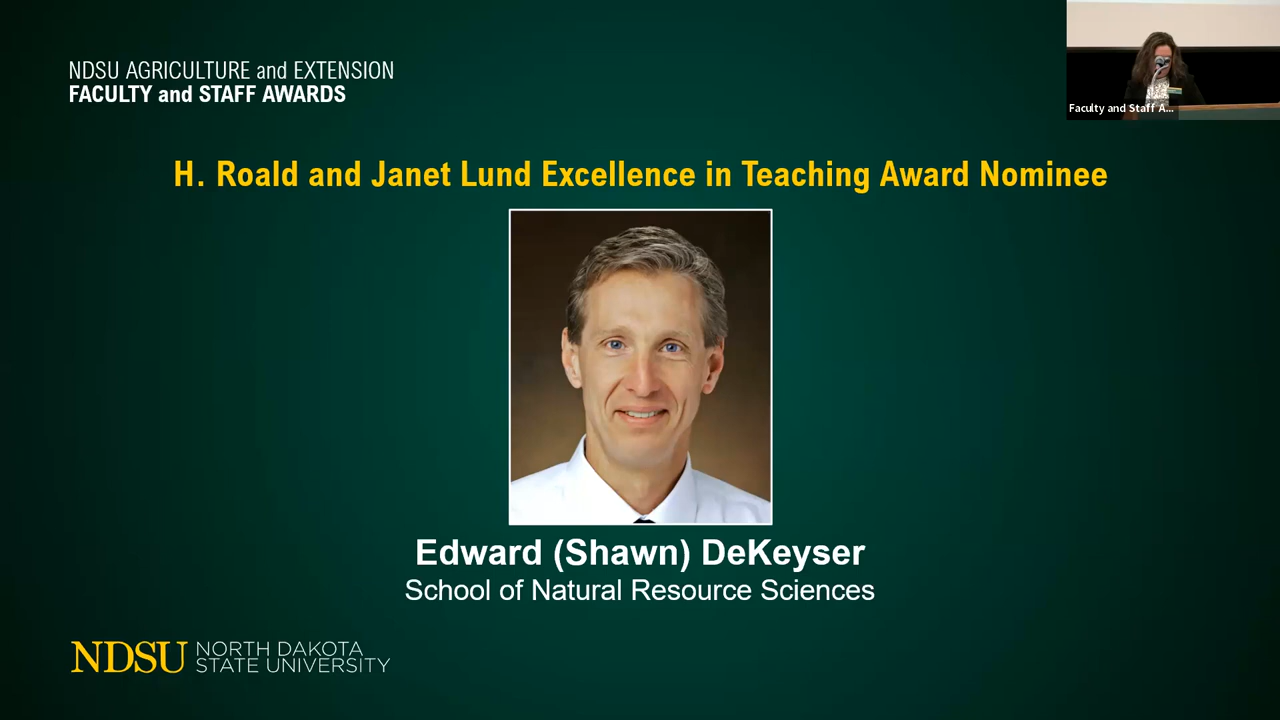 NDSU AGRICULTURE and EXTENSION
FACULTY and STAFF AWARDS
Faculty and Staff A...
H. Roald and Janet Lund Excellence in Teaching Award Nominee
Edward (Shawn) DeKeyser
School of Natural Resource Sciences
NDSU NORTH DAKOTA
STATE UNIVERSITY